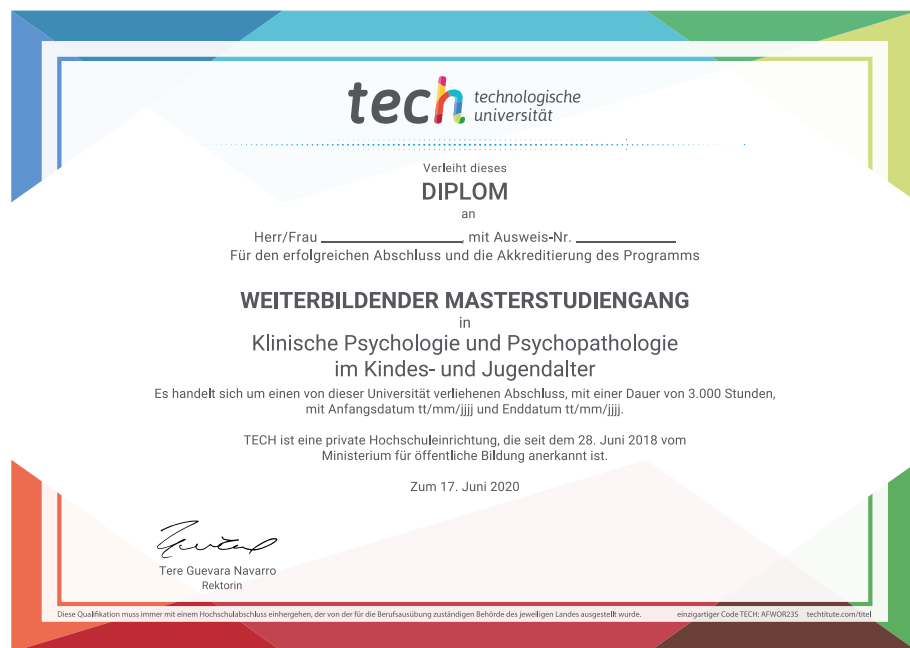 tech technologische
universität
Verleiht dieses
DIPLOM
an
Herr/Frau ____________, mit Ausweis-Nr. ____________
Für den erfolgreichen Abschluss und die Akkreditierung des Programms
WEITERBILDENDER MASTERSTUDIENGANG
in
Klinische Psychologie und Psychopathologie
im Kindes- und Jugendalter
Es handelt sich um einen von dieser Universität verliehenen Abschluss, mit einer Dauer von 3.000 Stunden,
mit Anfangsdatum tt/mm/jjjj und Enddatum tt/mm/jjjj.
TECH ist eine private Hochschuleinrichtung, die seit dem 28. Juni 2018 vom
Ministerium für öffentliche Bildung anerkannt ist.
Zum 17. Juni 2020
Tere Guevara Navarro
Rektorin
Diese Qualifikation muss immer mit einem Hochschulabschluss einhergehen, der von der für die Berufsausübung zuständigen Behörde des jeweiligen Landes ausgestellt wurde. einzigartiger Code TECH: AFWOR23S techtitute.com/titel